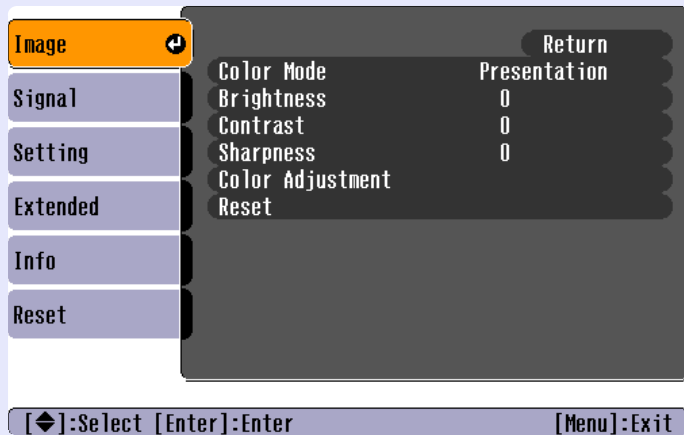 Image
Signal
Setting
Extended
Info
Reset
Return
Color Mode Presentation
Brightness 0
Contrast 0
Sharpness 0
Color Adjustment
Reset
[◆]:Select [Enter]:Enter [Menu]:Exit